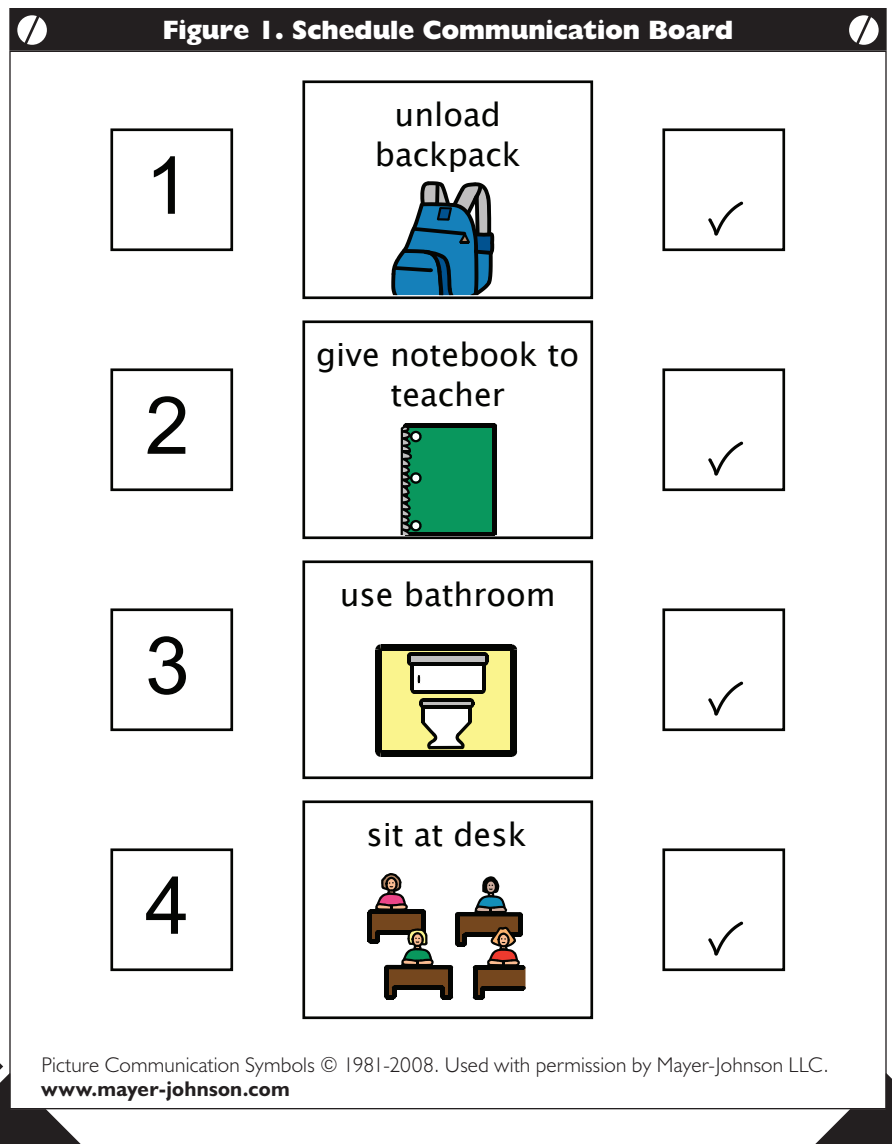 Figure 1. Schedule Communication Board
1
unload
backpack
✓
2
give notebook to
teacher
✓
3
use bathroom
✓
4
sit at desk
✓
Picture Communication Symbols © 1981-2008. Used with permission by Mayer-Johnson LLC.
www.mayer-johnson.com